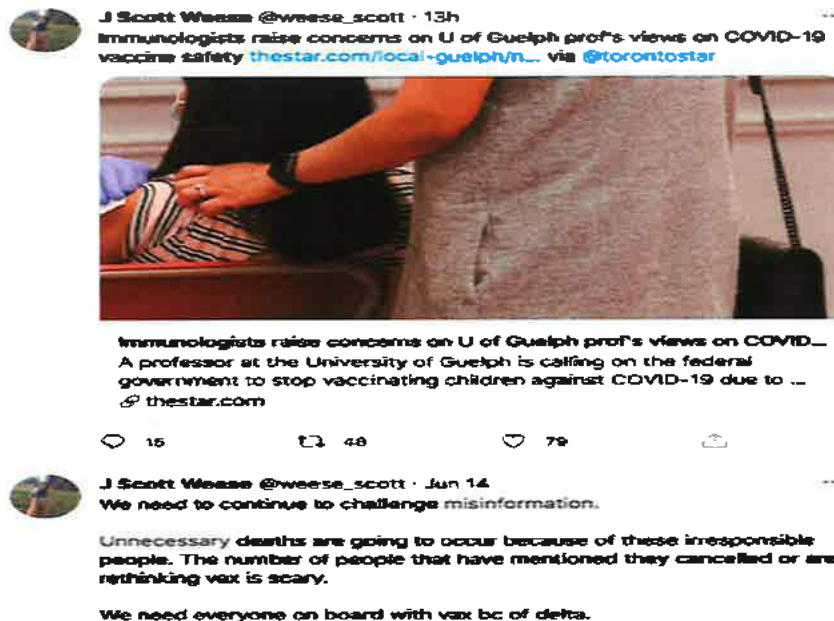 J Scott Weese @weese_scott · 13h
Immunologists raise concerns on U of Guelph prof's views on COVID-19
vaccine safety thestar.com/local-guelph/n... via @torontostar
Immunologists raise concerns on U of Guelph prof's views on COVID...
A professor at the University of Guelph is calling on the federal
government to stop vaccinating children against COVID-19 due to ...
thestar.com
15 48 79
J Scott Weese @weese_scott · Jun 14
We need to continue to challenge misinformation.
Unnecessary deaths are going to occur because of these irresponsible
people. The number of people that have mentioned they cancelled or are
rethinking vax is scary.
We need everyone on board with vax bc of delta.